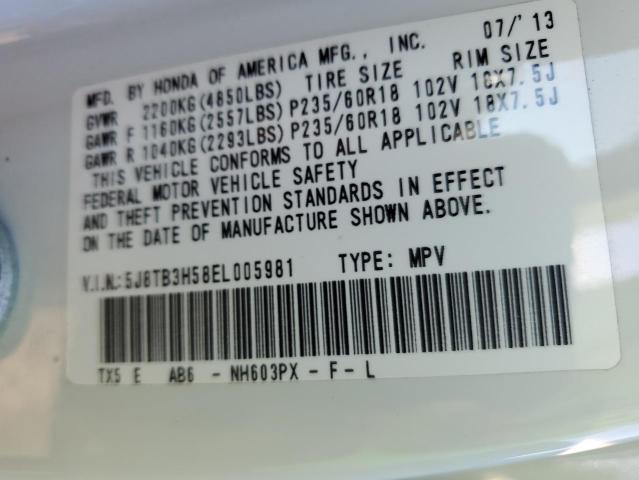 MFD. BY HONDA OF AMERICA MFG., INC. 07/'13
GVWR 2200KG(4850LBS) TIRE SIZE RIM SIZE
GAWR F 1160KG(2557LBS) P235/60R18 102V 18X7.5J
GAWR R 1040KG(2293LBS) P235/60R18 102V 18X7.5J
THIS VEHICLE CONFORMS TO ALL APPLICABLE
FEDERAL MOTOR VEHICLE SAFETY
AND THEFT PREVENTION STANDARDS IN EFFECT
ON THE DATE OF MANUFACTURE SHOWN ABOVE.
V.I.N.:5J8TB3H58EL005981 TYPE: MPV
TX5 E AB6 - NH603PX - F - L